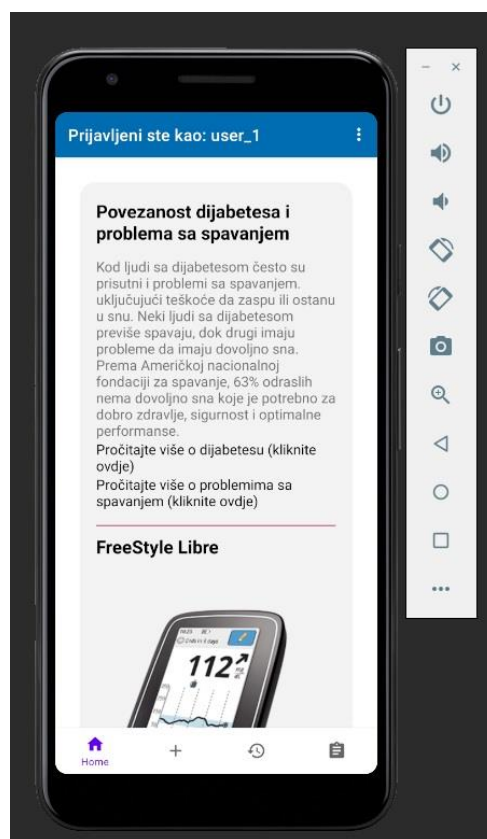 Prijavljeni ste kao: user_1
Povezanost dijabetesa i
problema sa spavanjem
Kod ljudi sa dijabetesom često su
prisutni i problemi sa spavanjem.
uključujući teškoće da zaspu ili ostanu
u snu. Neki ljudi sa dijabetesom
previše spavaju, dok drugi imaju
probleme da imaju dovoljno sna.
Prema Američkoj nacionalnoj
fondaciji za spavanje, 63% odraslih
nema dovoljno sna koje je potrebno za
dobro zdravlje, sigurnost i optimalne
performanse.
Pročitajte više o dijabetesu (kliknite
ovdje)
Pročitajte više o problemima sa
spavanjem (kliknite ovdje)
FreeStyle Libre
112
Home